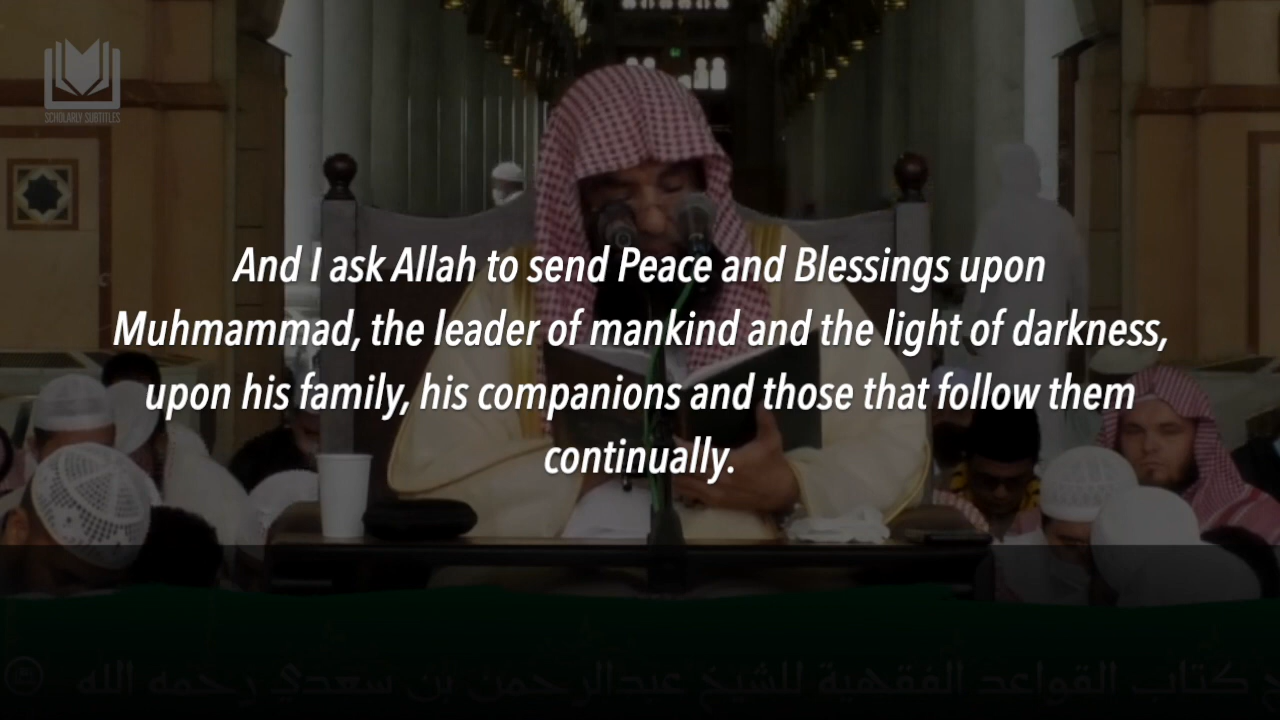 SCHOLARLY SUBTITLES
And I ask Allah to send Peace and Blessings upon
Muhmammad, the leader of mankind and the light of darkness,
upon his family, his companions and those that follow them
continually.
كتاب القواعد الفقهية للشيخ عبدالرحمن بن سعدي رحمه الله